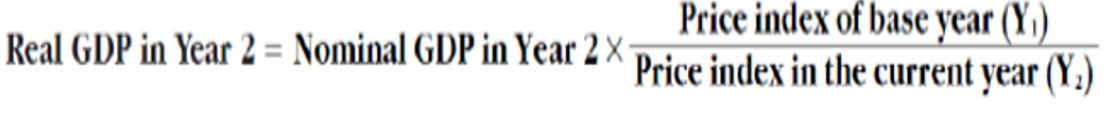 Real GDP in Year 2 = Nominal GDP in Year 2 × Price index of base year (Y₁)
Price index in the current year (Y₂)